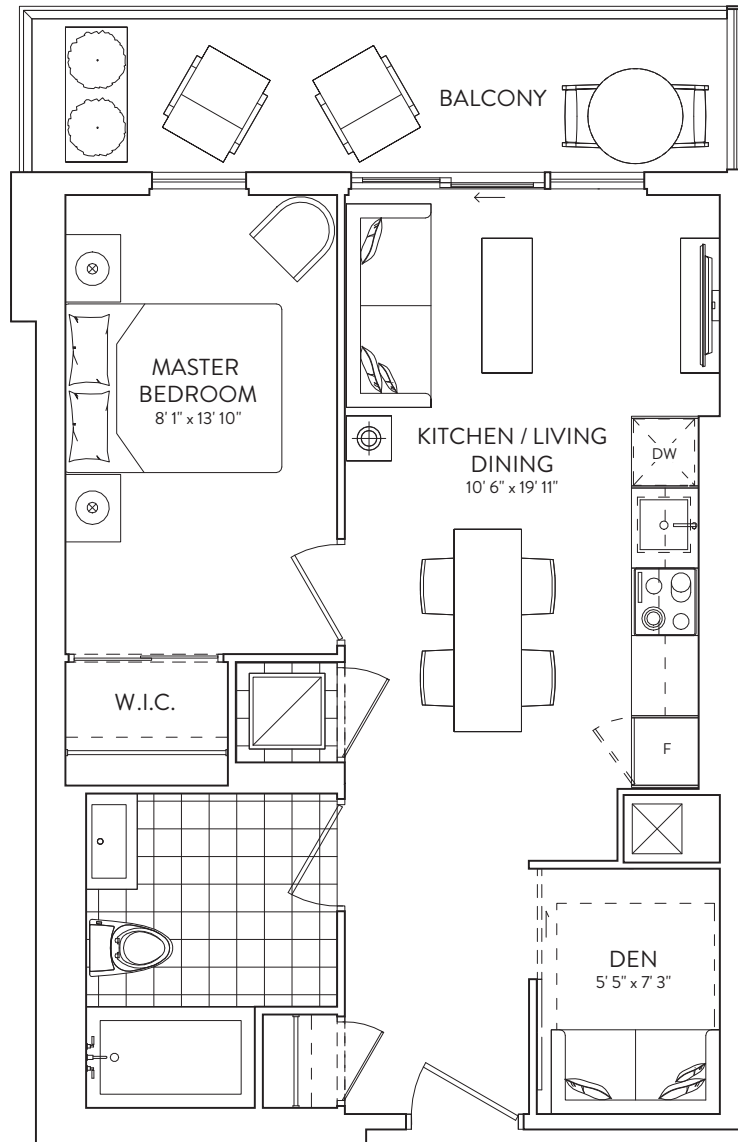 BALCONY
MASTER
BEDROOM
8' 1" x 13' 10"
KITCHEN / LIVING
DINING
10' 6" x 19' 11"
DW
W.I.C.
F
DEN
5' 5" x 7' 3"